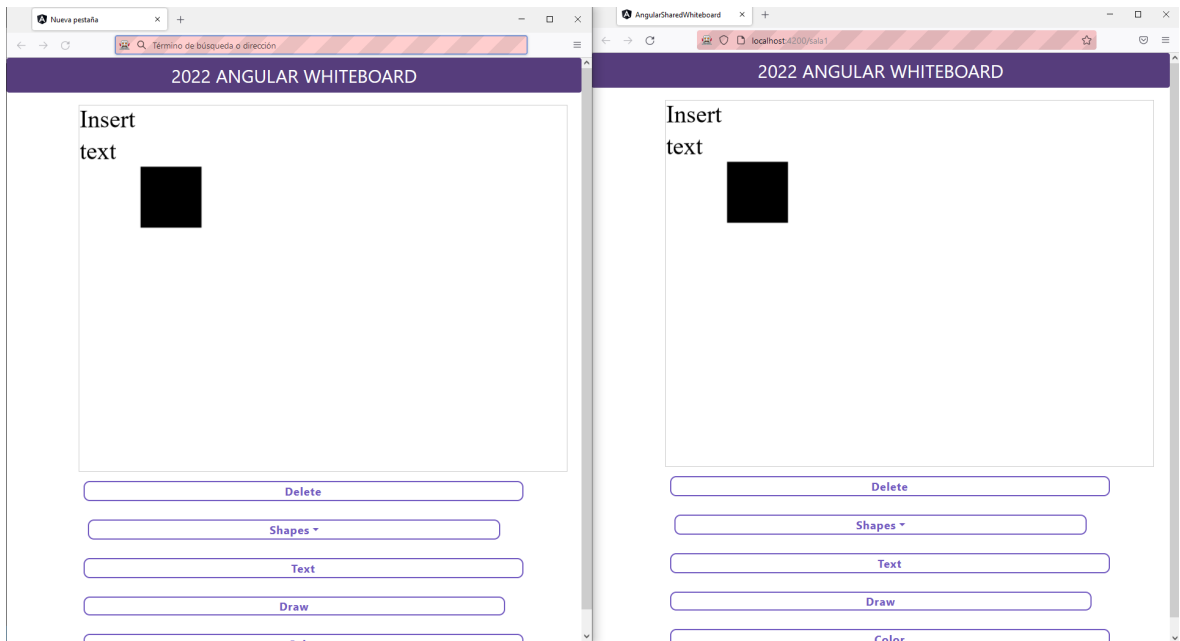 Nueva pestaña
Término de búsqueda o dirección
2022 ANGULAR WHITEBOARD
Insert
text
Delete
Shapes
Text
Draw
AngularSharedWhiteboard
localhost:4200/sala1
2022 ANGULAR WHITEBOARD
Insert
text
Delete
Shapes
Text
Draw
Color